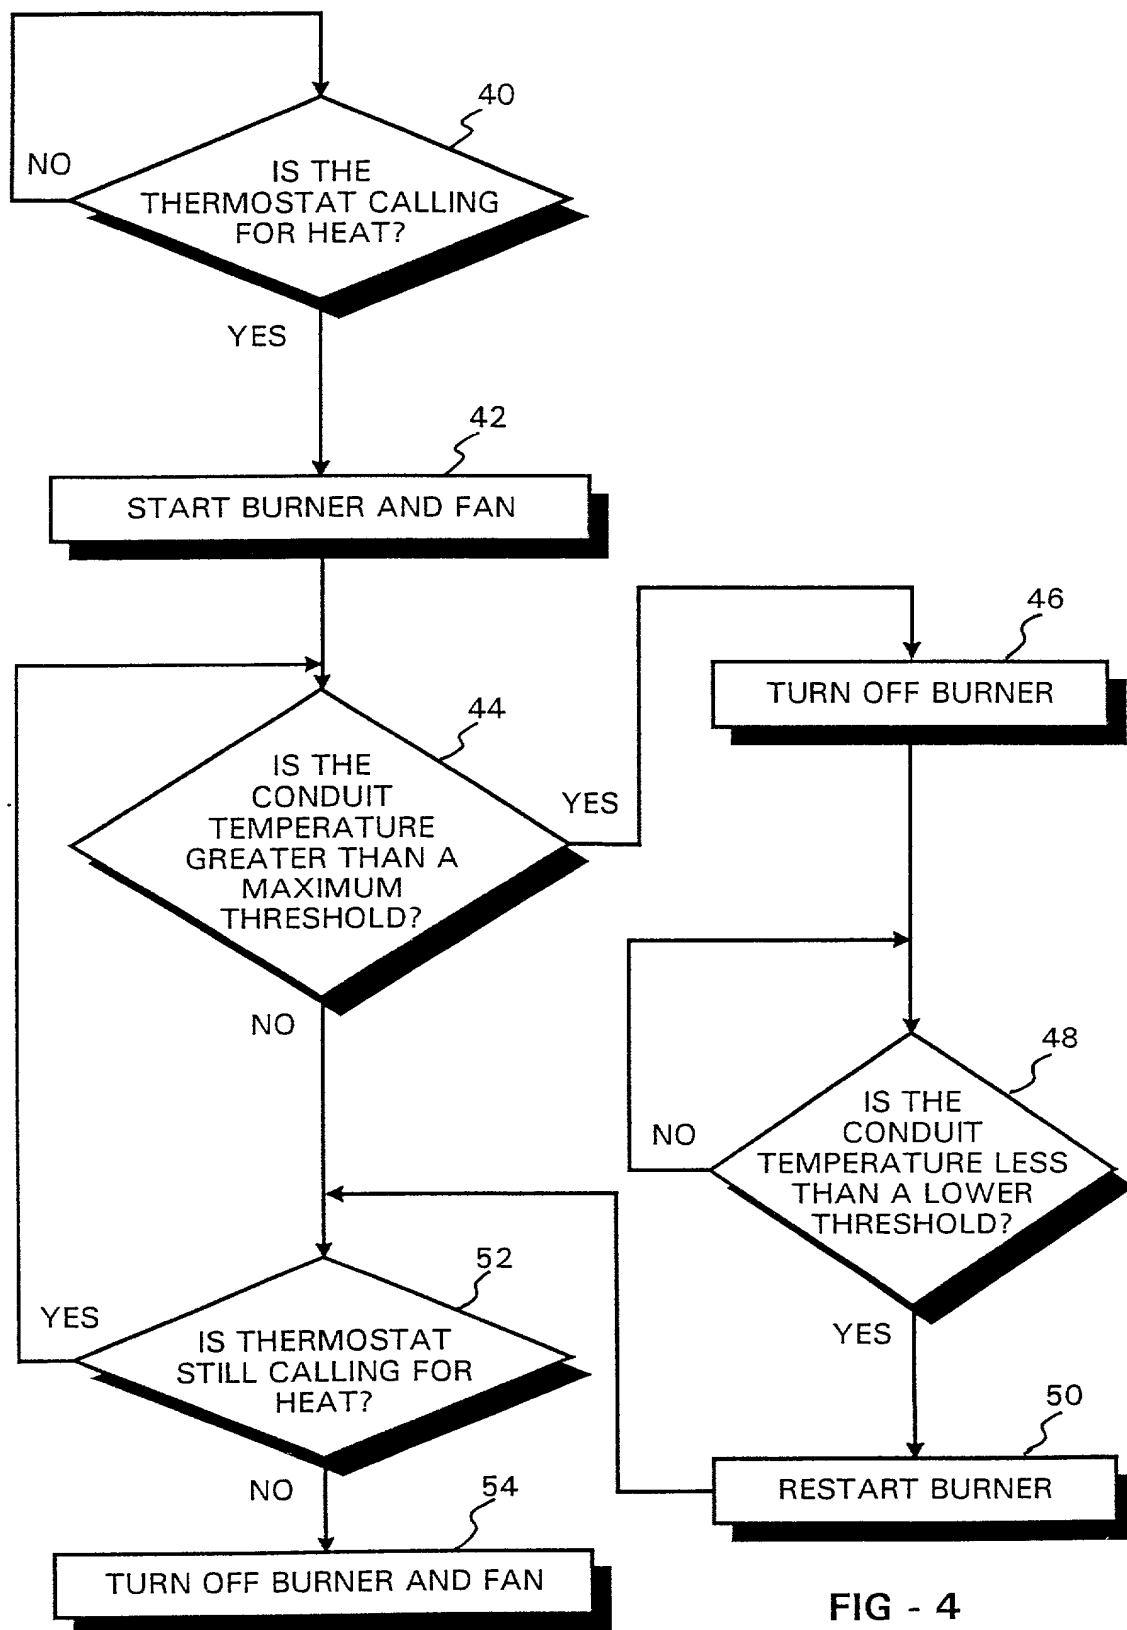 40
NO
IS THE
THERMOSTAT CALLING
FOR HEAT?
YES
42
START BURNER AND FAN
46
TURN OFF BURNER
44
IS THE
CONDUIT
TEMPERATURE
GREATER THAN A
MAXIMUM
THRESHOLD?
YES
NO
48
IS THE
CONDUIT
TEMPERATURE LESS
THAN A LOWER
THRESHOLD?
NO
YES
52
YES
IS THERMOSTAT
STILL CALLING FOR
HEAT?
NO
50
RESTART BURNER
54
TURN OFF BURNER AND FAN
FIG - 4